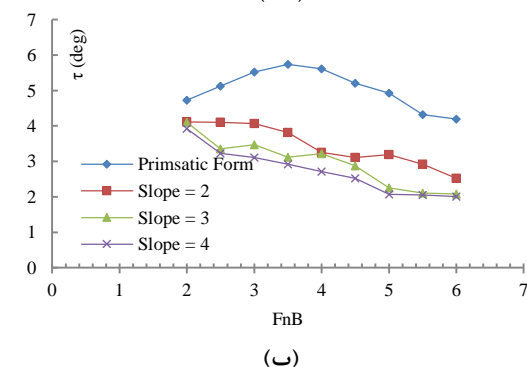 7
6
5
4
3
2
1
0
τ (deg)
Primsatic Form
Slope = 2
Slope = 3
Slope = 4
0 1 2 3 4 5 6 7
FnB
(ب)